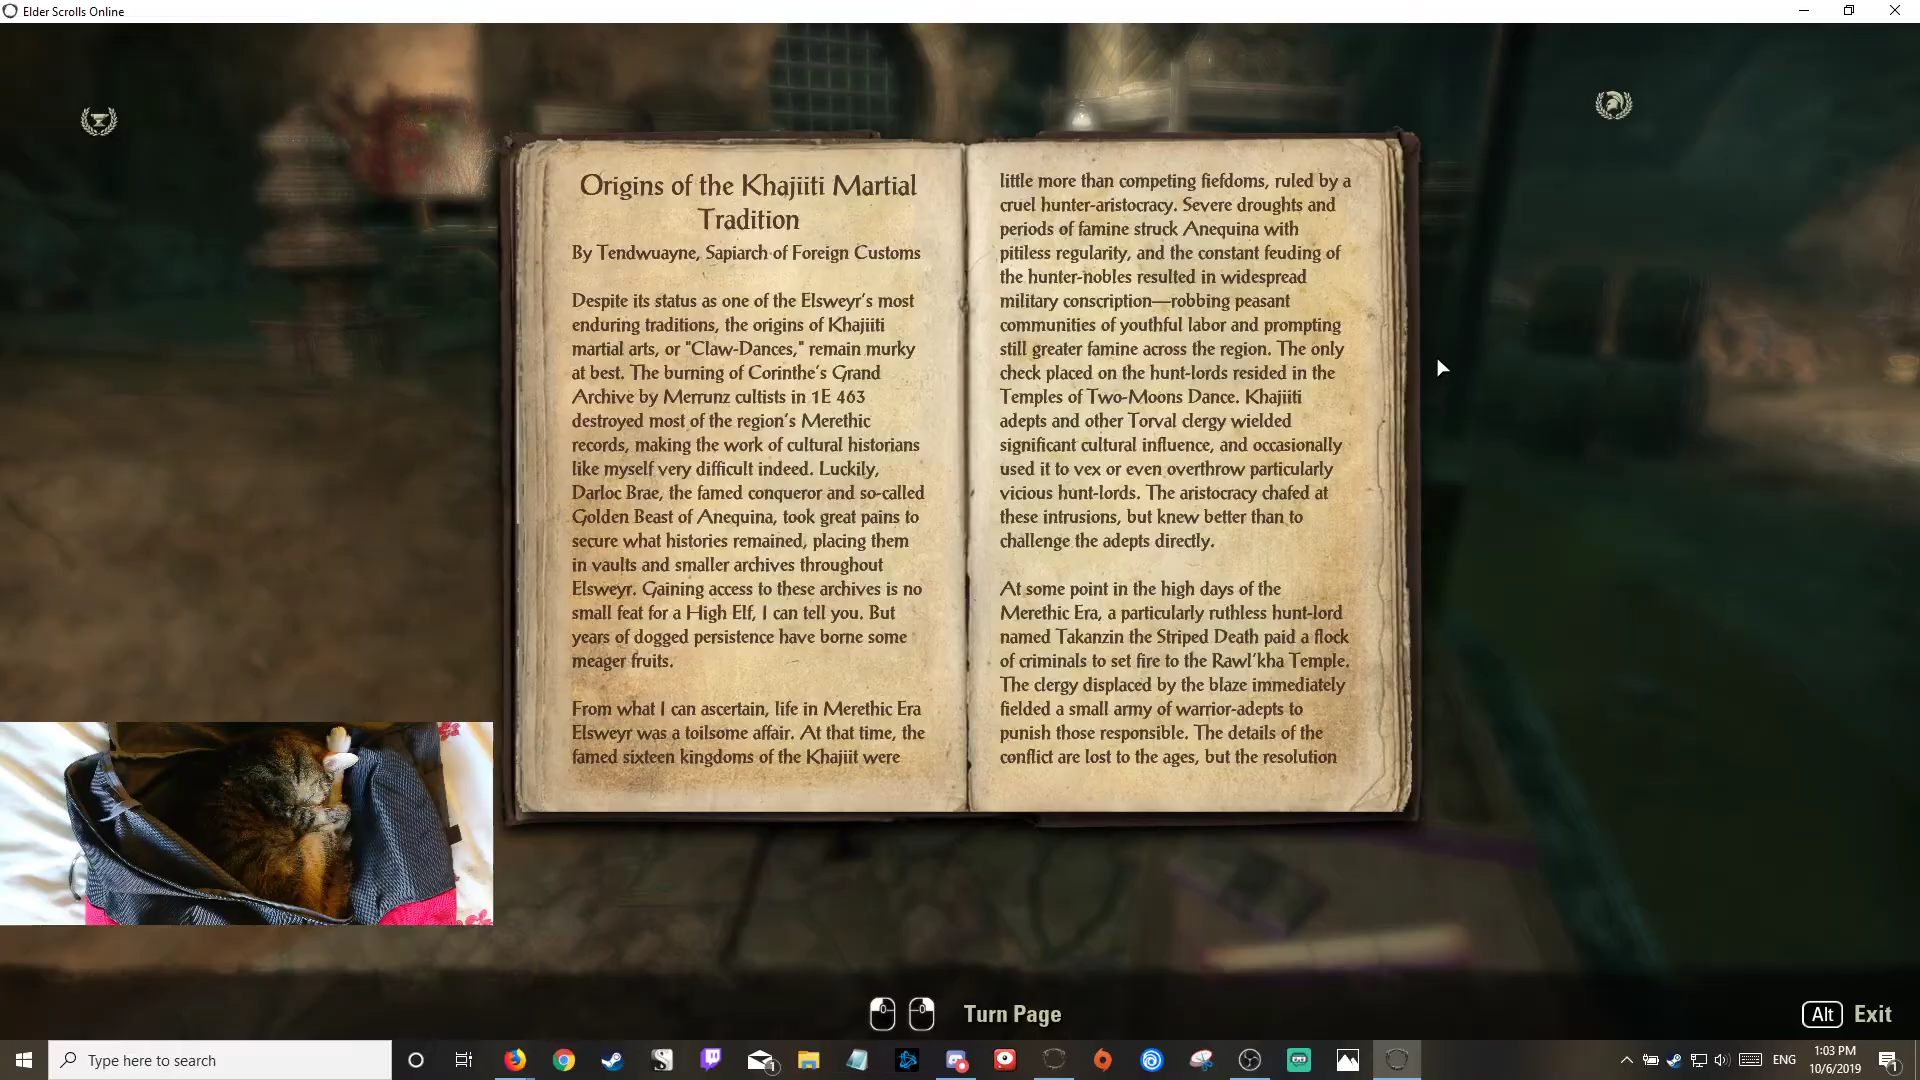 Elder Scrolls Online
Origins of the Khajiiti Martial
Tradition
By Tendwuayne, Sapiarch of Foreign Customs
Despite its status as one of the Elsweyr's most
enduring traditions, the origins of Khajiiti
martial arts, or "Claw-Dances," remain murky
at best. The burning of Corinthe's Grand
Archive by Merrunz cultists in 1E 463
destroyed most of the region's Merethic
records, making the work of cultural historians
like myself very difficult indeed. Luckily,
Darloc Brae, the famed conqueror and so-called
Golden Beast of Anequina, took great pains to
secure what histories remained, placing them
in vaults and smaller archives throughout
Elsweyr. Gaining access to these archives is no
small feat for a High Elf, I can tell you. But
years of dogged persistence have borne some
meager fruits.
From what I can ascertain, life in Merethic Era
Elsweyr was a toilsome affair. At that time, the
famed sixteen kingdoms of the Khajiit were
little more than competing fiefdoms, ruled by a
cruel hunter-aristocracy. Severe droughts and
periods of famine struck Anequina with
pitiless regularity, and the constant feuding of
the hunter-nobles resulted in widespread
military conscription—robbing peasant
communities of youthful labor and prompting
still greater famine across the region. The only
check placed on the hunt-lords resided in the
Temples of Two-Moons Dance. Khajiiti
adepts and other Torval clergy wielded
significant cultural influence, and occasionally
used it to vex or even overthrow particularly
vicious hunt-lords. The aristocracy chafed at
these intrusions, but knew better than to
challenge the adepts directly.
At some point in the high days of the
Merethic Era, a particularly ruthless hunt-lord
named Takanzin the Striped Death paid a flock
of criminals to set fire to the Rawl'kha Temple.
The clergy displaced by the blaze immediately
fielded a small army of warrior-adepts to
punish those responsible. The details of the
conflict are lost to the ages, but the resolution
Turn Page
Alt Exit
Type here to search
1
ENG
1:03 PM
10/6/2019
1